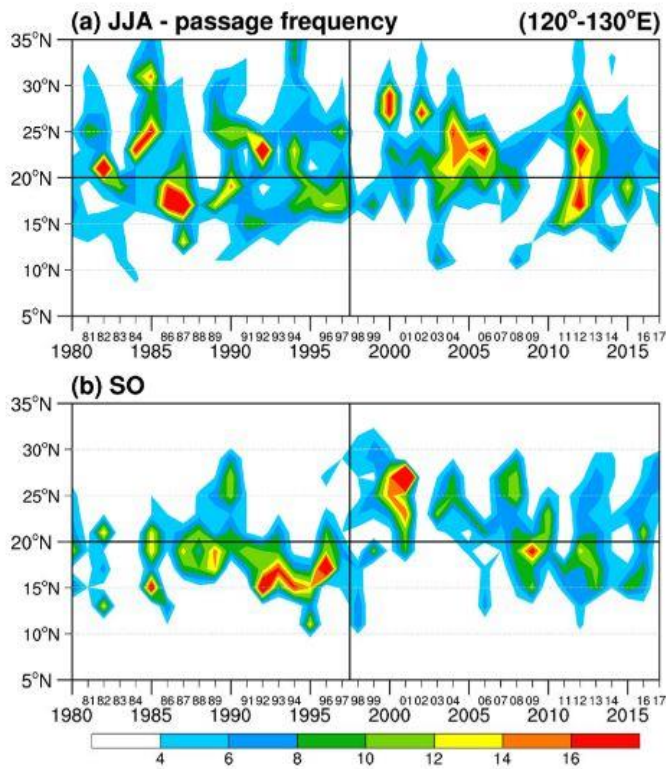 (a) JJA - passage frequency (120°-130°E)
35°N
30°N
25°N
20°N
15°N
10°N
5°N
81 82 83 84 86 87 88 89 91 92 93 94 96 97 98 99 01 02 03 04 06 07 08 09 11 12 13 14 16 17
1980 1985 1990 1995 2000 2005 2010 2015
(b) SO
35°N
30°N
25°N
20°N
15°N
10°N
5°N
81 82 83 84 86 87 88 89 91 92 93 94 96 97 98 99 01 02 03 04 06 07 08 09 11 12 13 14 16 17
1980 1985 1990 1995 2000 2005 2010 2015
4 6 8 10 12 14 16